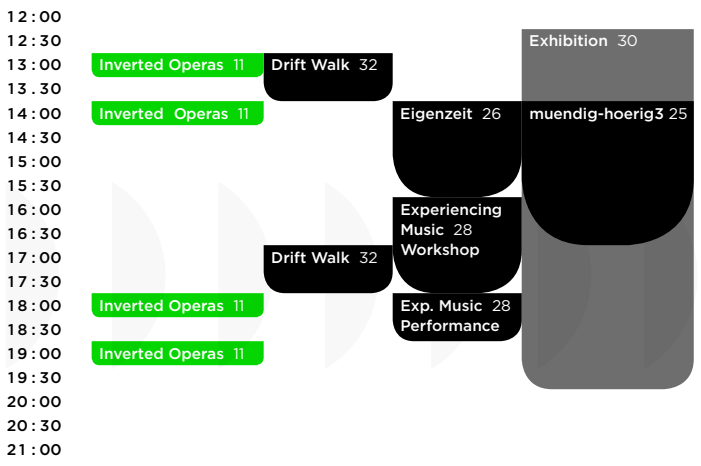 12:00
12:30 Exhibition 30
13:00 Inverted Operas 11 Drift Walk 32
13.30
14:00 Inverted Operas 11 Eigenzeit 26 muendig-hoerig3 25
14:30
15:00
15:30
16:00 Experiencing
16:30 Music 28
Workshop
17:00 Drift Walk 32
17:30
18:00 Inverted Operas 11 Exp. Music 28
18:30 Performance
19:00 Inverted Operas 11
19:30
20:00
20:30
21:00